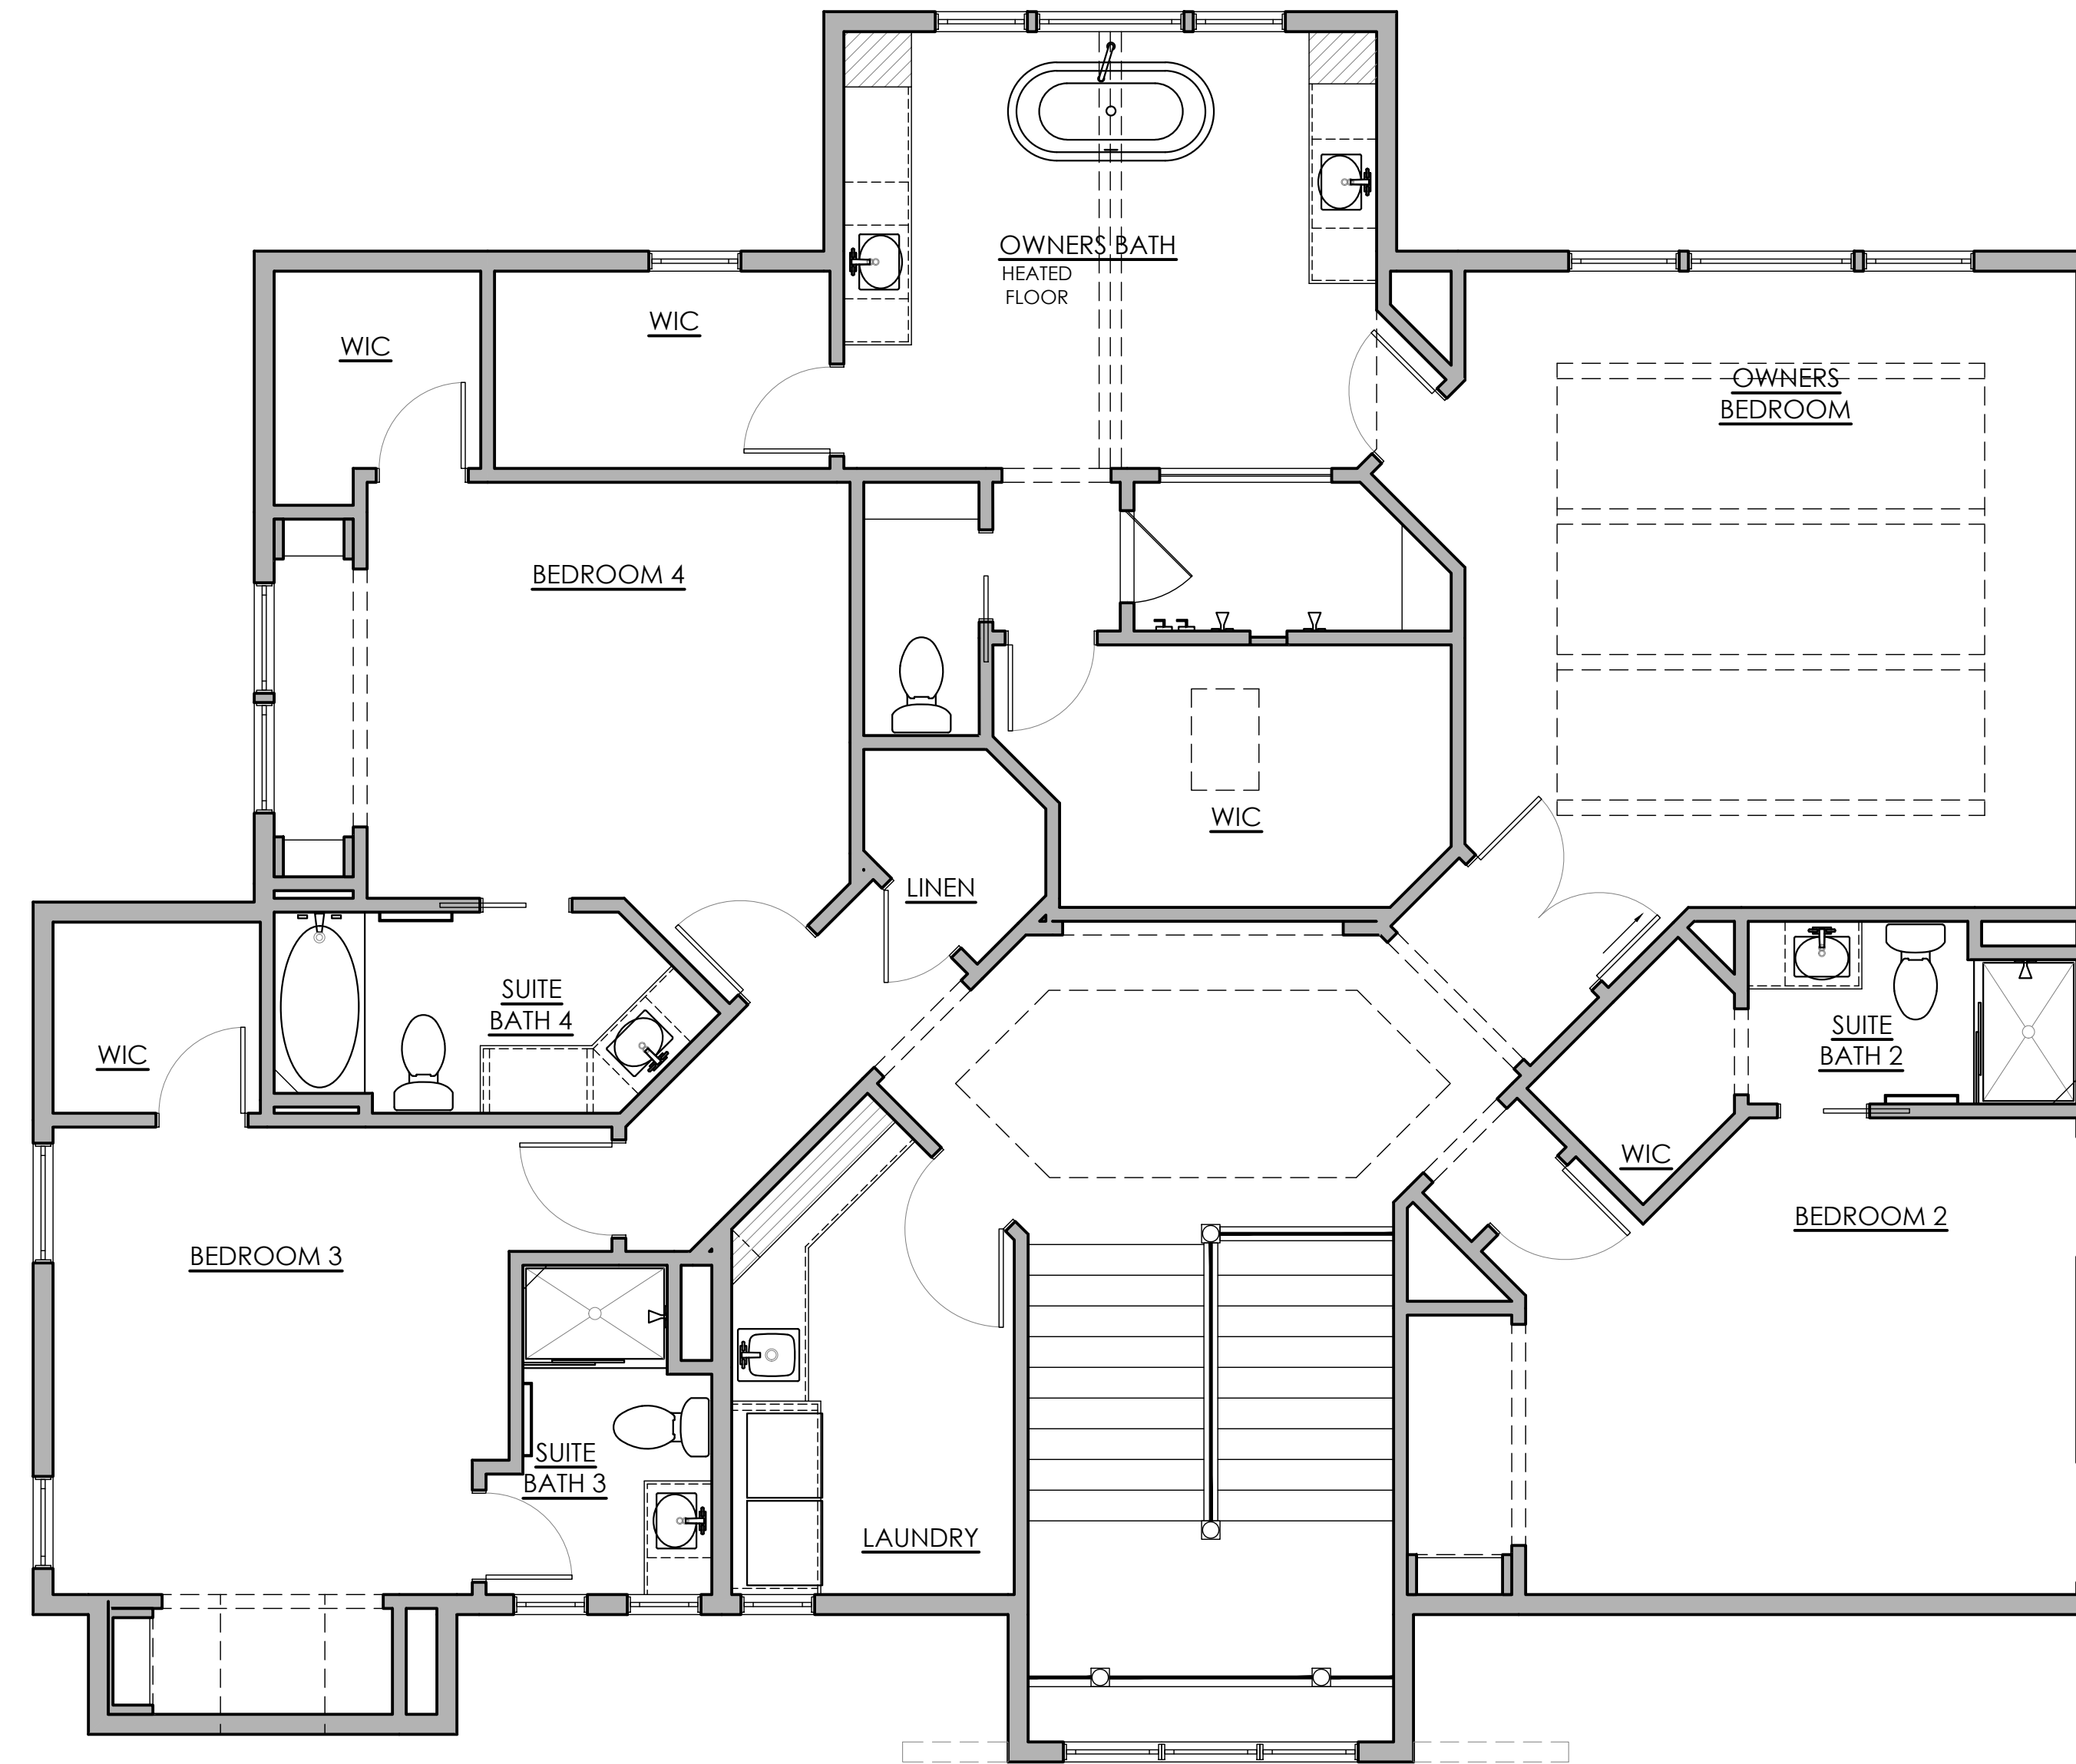 OWNERS BATH
HEATED
FLOOR
WIC
WIC
OWNERS
BEDROOM
BEDROOM 4
WIC
LINEN
SUITE
BATH 4
WIC
SUITE
BATH 2
WIC
BEDROOM 2
BEDROOM 3
SUITE
BATH 3
LAUNDRY